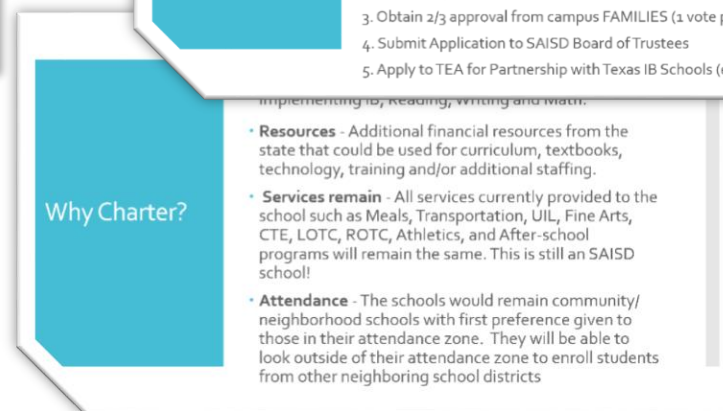 3. Obtain 2/3 approval from campus FAMILIES (1 vote
4. Submit Application to SAISD Board of Trustees
5. Apply to TEA for Partnership with Texas IB Schools
Implementing IB, Reading, Writing and Math.
Why Charter?
• Resources - Additional financial resources from the
state that could be used for curriculum, textbooks,
technology, training and/or additional staffing.
• Services remain - All services currently provided to the
school such as Meals, Transportation, UIL, Fine Arts,
CTE, LOTC, ROTC, Athletics, and After-school
programs will remain the same. This is still an SAISD
school!
• Attendance - The schools would remain community/
neighborhood schools with first preference given to
those in their attendance zone. They will be able to
look outside of their attendance zone to enroll students
from other neighboring school districts